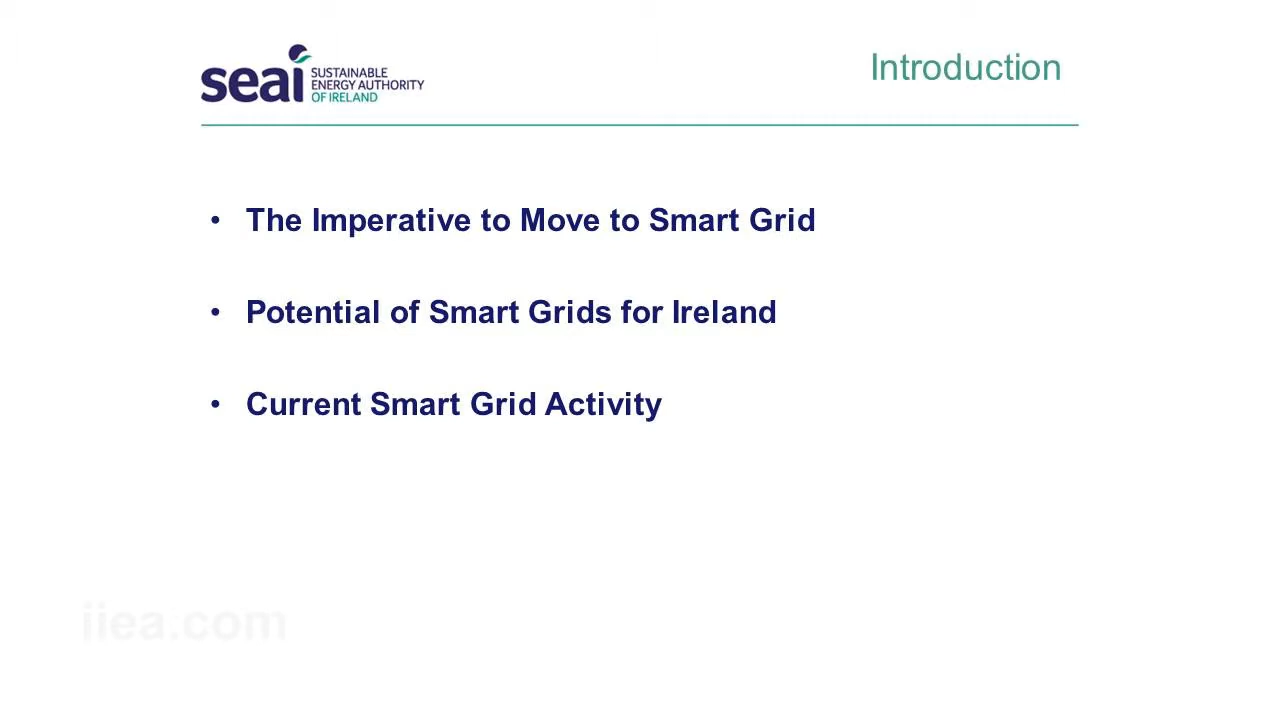 seai
SUSTAINABLE
ENERGY AUTHORITY
OF IRELAND
Introduction
• The Imperative to Move to Smart Grid
• Potential of Smart Grids for Ireland
• Current Smart Grid Activity
iiea.com